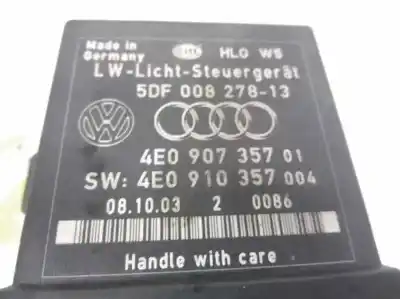 Made in
Germany
HLO WS
LW-Licht-Steuergerät
5DF 008 278-13
4E0 907 357 01
SW: 4E0 910 357 004
08.10.03 2 0086
Handle with care